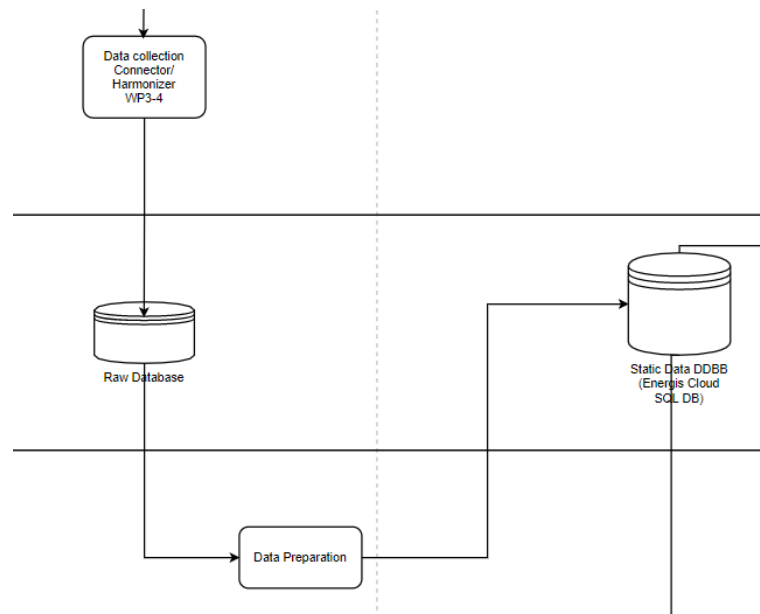 Data collection
Connector/
Harmonizer
WP3-4
Raw Database
Static Data DDBB
(Energis Cloud
SQL DB)
Data Preparation